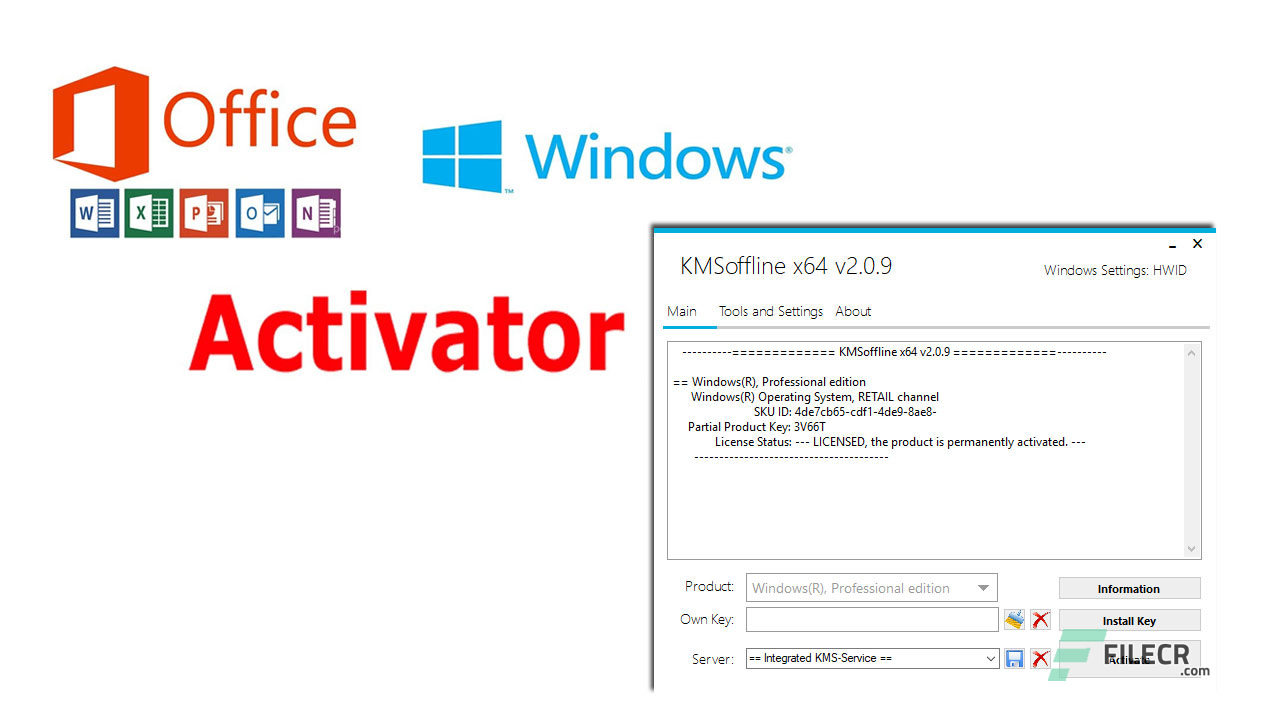 Office
Windows®
™
W X P O N
Activator
KMSoffline x64 v2.0.9
Windows Settings: HWID
Main Tools and Settings About
----------============= KMSoffline x64 v2.0.9 =============----------
== Windows(R), Professional edition
Windows(R) Operating System, RETAIL channel
SKU ID: 4de7cb65-cdf1-4de9-8ae8-
Partial Product Key: 3V66T
License Status: --- LICENSED, the product is permanently activated. ---
---------------------------------------
Product: Windows(R), Professional edition Information
Own Key: Install Key
Server: == Integrated KMS-Service == Activate
FILECR
.com